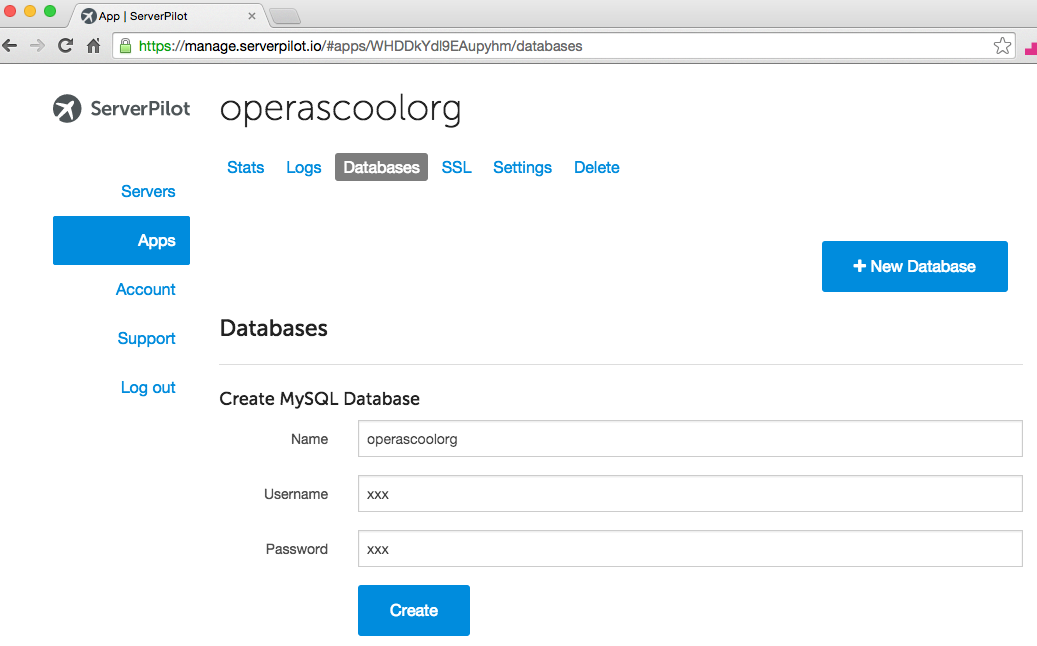 App | ServerPilot
https://manage.serverpilot.io/#apps/WHDDkYdl9EAupyhm/databases
ServerPilot
operascoolorg
Stats Logs Databases SSL Settings Delete
Servers
Apps
Account
Support
Log out
+ New Database
Databases
Create MySQL Database
Name operascoolorg
Username xxx
Password xxx
Create